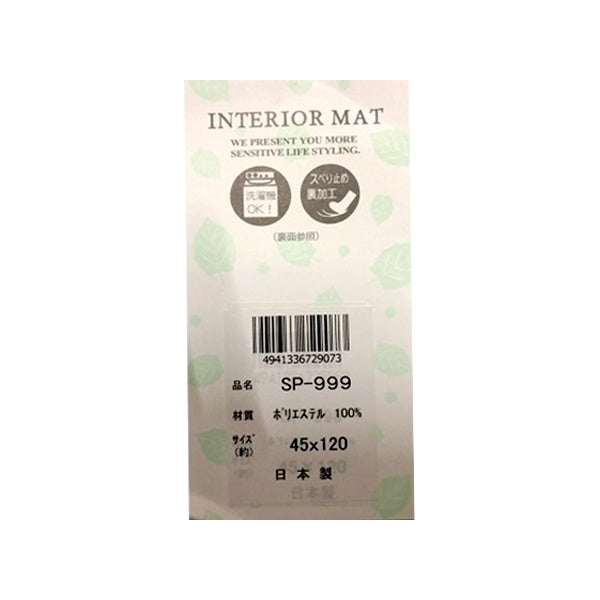 INTERIOR MAT
WE PRESENT YOU MORE
SENSITIVE LIFE STYLING.
洗濯機
OK!
スベり止め
裏加工
(裏面参照)
4941336729073
品名 SP-999
材質 ポリエステル 100%
サイズ
(約) 45x120
日本製